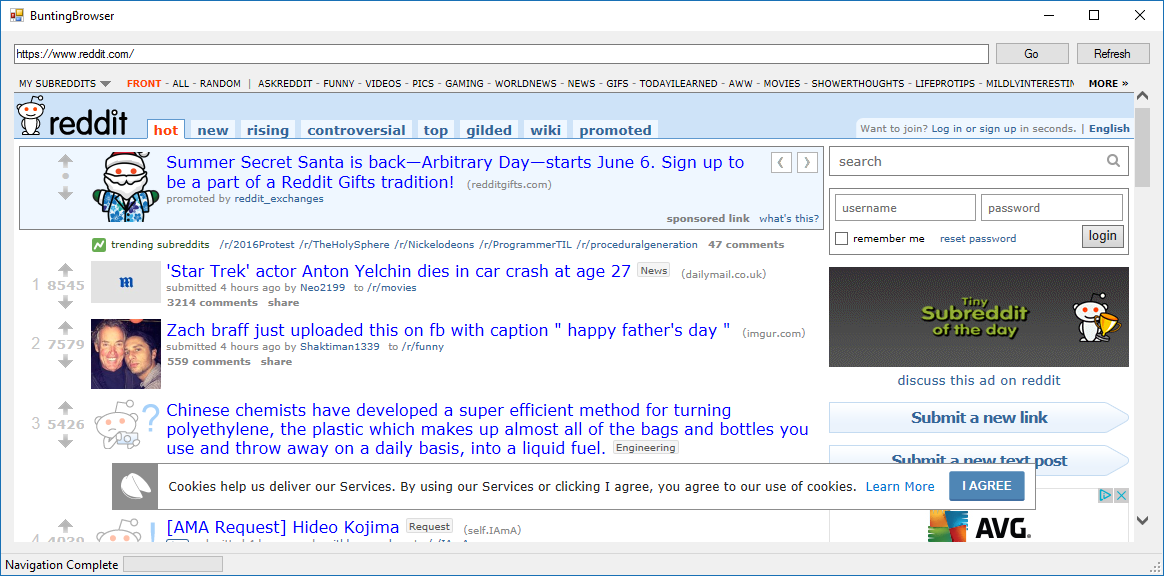 BuntingBrowser
https://www.reddit.com/ Go Refresh
MY SUBREDDITS FRONT - ALL - RANDOM | ASKREDDIT - FUNNY - VIDEOS - PICS - GAMING - WORLDNEWS - NEWS - GIFS - TODAYILEARNED - AWW - MOVIES - SHOWERTHOUGHTS - LIFEPROTIPS - MILDLYINTERESTIN MORE »
reddit hot new rising controversial top gilded wiki promoted
Want to join? Log in or sign up in seconds. | English
Summer Secret Santa is back—Arbitrary Day—starts June 6. Sign up to
be a part of a Reddit Gifts tradition! (redditgifts.com)
promoted by reddit_exchanges
sponsored link what's this?
trending subreddits /r/2016Protest /r/TheHolySphere /r/Nickelodeons /r/ProgrammerTIL /r/proceduralgeneration 47 comments
1 8545 m 'Star Trek' actor Anton Yelchin dies in car crash at age 27 News (dailymail.co.uk)
submitted 4 hours ago by Neo2199 to /r/movies
3214 comments share
2 7579 Zach braff just uploaded this on fb with caption " happy father's day " (imgur.com)
submitted 4 hours ago by Shaktiman1339 to /r/funny
559 comments share
3 5426 Chinese chemists have developed a super efficient method for turning
polyethylene, the plastic which makes up almost all of the bags and bottles you
use and throw away on a daily basis, into a liquid fuel. Engineering
[AMA Request] Hideo Kojima Request (self.IAmA)
search
username password
remember me reset password login
Tiny
Subreddit
of the day
discuss this ad on reddit
Submit a new link
Submit a new text post
AVG.
Cookies help us deliver our Services. By using our Services or clicking I agree, you agree to our use of cookies. Learn More I AGREE
Navigation Complete